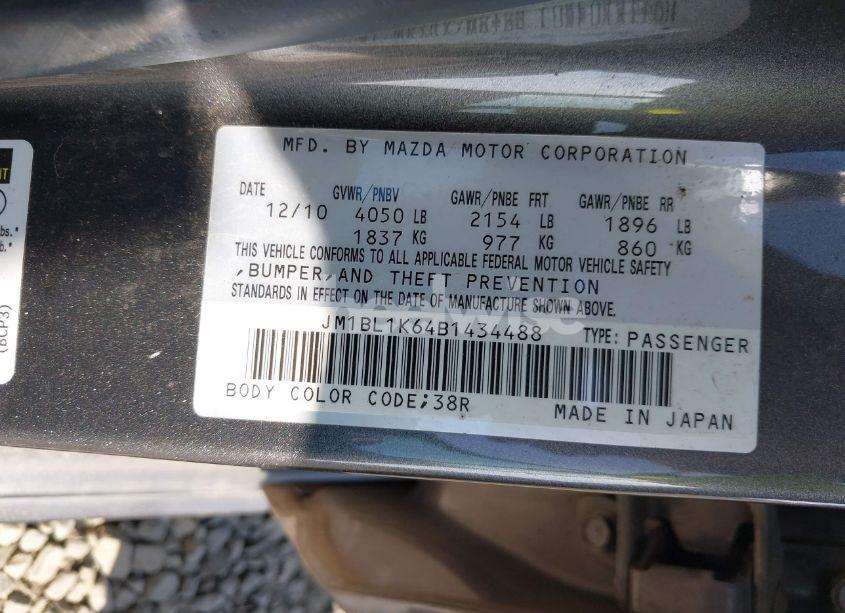 MFD. BY MAZDA MOTOR CORPORATION
DATE GVWR/PNBV GAWR/PNBE FRT GAWR/PNBE RR
12/10 4050 LB 2154 LB 1896 LB
1837 KG 977 KG 860 KG
THIS VEHICLE CONFORMS TO ALL APPLICABLE FEDERAL MOTOR VEHICLE SAFETY
,BUMPER,AND THEFT PREVENTION
STANDARDS IN EFFECT ON THE DATE OF MANUFACTURE SHOWN ABOVE.
JM1BL1K64B1434488 TYPE: PASSENGER
BODY COLOR CODE;38R MADE IN JAPAN
(BCP3)